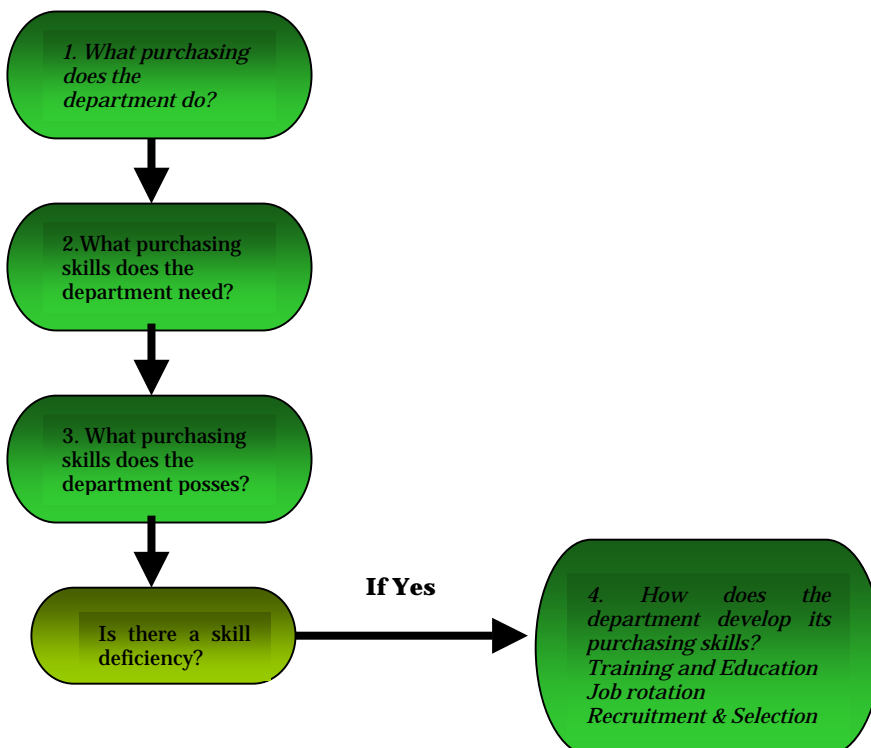 1. What purchasing
does the
department do?
2.What purchasing
skills does the
department need?
3. What purchasing
skills does the
department posses?
Is there a skill
deficiency?
If Yes
4. How does the
department develop its
purchasing skills?
Training and Education
Job rotation
Recruitment & Selection